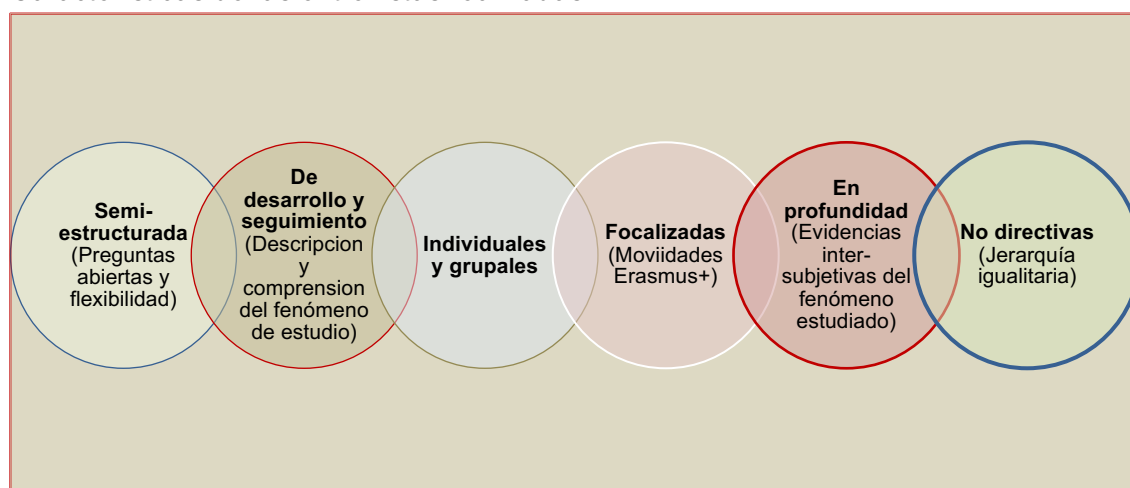 Semi-
estructurada
(Preguntas
abiertas y
flexibilidad)
De
desarrollo y
seguimiento
(Descripcion
y
comprension
del fenómeno
de estudio)
Individuales
y grupales
Focalizadas
(Moviidades
Erasmus+)
En
profundidad
(Evidencias
inter-
subjetivas del
fenómeno
estudiado)
No directivas
(Jerarquía
igualitaria)